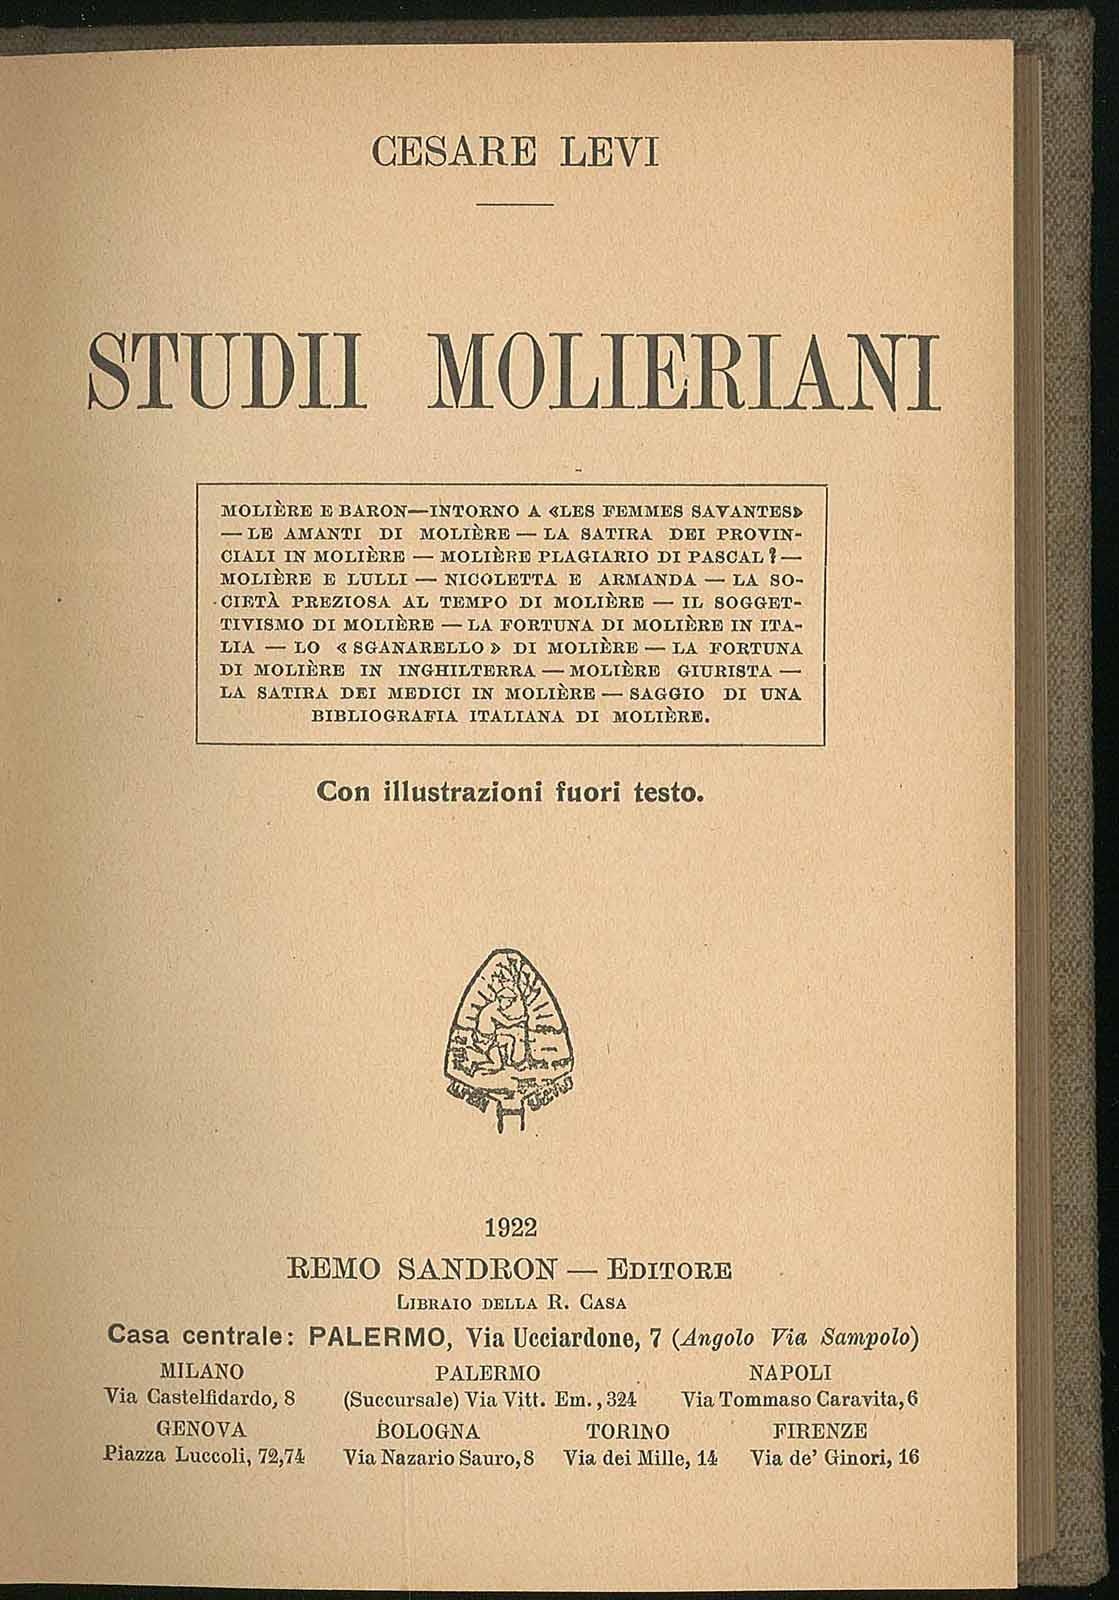 CESARE LEVI
STUDII MOLIERIANI
MOLIÈRE E BARON—INTORNO A «LES FEMMES SAVANTES»
— LE AMANTI DI MOLIÈRE — LA SATIRA DEI PROVIN-
CIALI IN MOLIÈRE — MOLIÈRE PLAGIARIO DI PASCAL? —
MOLIÈRE E LULLI — NICOLETTA E ARMANDA — LA SO-
CIETÀ PREZIOSA AL TEMPO DI MOLIÈRE — IL SOGGET-
TIVISMO DI MOLIÈRE — LA FORTUNA DI MOLIÈRE IN ITA-
LIA — LO « SGANARELLO » DI MOLIÈRE — LA FORTUNA
DI MOLIÈRE IN INGHILTERRA — MOLIÈRE GIURISTA —
LA SATIRA DEI MEDICI IN MOLIÈRE — SAGGIO DI UNA
BIBLIOGRAFIA ITALIANA DI MOLIÈRE.
Con illustrazioni fuori testo.
1922
REMO SANDRON — EDITORE
LIBRAIO DELLA R. CASA
Casa centrale: PALERMO, Via Ucciardone, 7 (Angolo Via Sampolo)
MILANO PALERMO NAPOLI
Via Castelfidardo, 8 (Succursale) Via Vitt. Em., 324 Via Tommaso Caravita, 6
GENOVA BOLOGNA TORINO FIRENZE
Piazza Luccoli, 72,74 Via Nazario Sauro, 8 Via dei Mille, 14 Via de' Ginori, 16